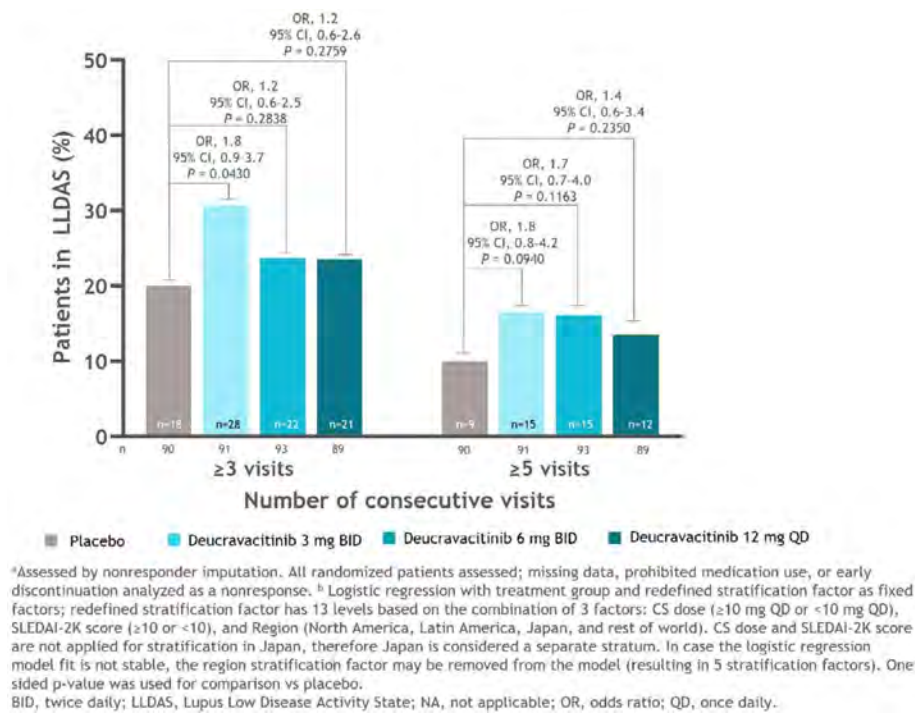 OR, 1.2
95% CI, 0.6-2.6
P = 0.2759
50
OR, 1.2
95% CI, 0.6-2.5
P = 0.2838
OR, 1.4
95% CI, 0.6-3.4
P = 0.2350
40
OR, 1.8
95% CI, 0.9-3.7
P = 0.0430
OR, 1.7
95% CI, 0.7-4.0
P = 0.1163
30
OR, 1.8
95% CI, 0.8-4.2
P = 0.0940
Patients in LLDAS (%)
20
10
n=18 n=28 n=22 n=21 n=9 n=15 n=15 n=12
0
n 90 91 93 89 90 91 93 89
≥3 visits ≥5 visits
Number of consecutive visits
Placebo Deucravacitinib 3 mg BID Deucravacitinib 6 mg BID Deucravacitinib 12 mg QD
ᵃAssessed by nonresponder imputation. All randomized patients assessed; missing data, prohibited medication use, or early
discontinuation analyzed as a nonresponse. ᵇ Logistic regression with treatment group and redefined stratification factor as fixed
factors; redefined stratification factor has 13 levels based on the combination of 3 factors: CS dose (≥10 mg QD or <10 mg QD),
SLEDAI-2K score (≥10 or <10), and Region (North America, Latin America, Japan, and rest of world). CS dose and SLEDAI-2K score
are not applied for stratification in Japan, therefore Japan is considered a separate stratum. In case the logistic regression
model fit is not stable, the region stratification factor may be removed from the model (resulting in 5 stratification factors). One
sided p-value was used for comparison vs placebo.
BID, twice daily; LLDAS, Lupus Low Disease Activity State; NA, not applicable; OR, odds ratio; QD, once daily.